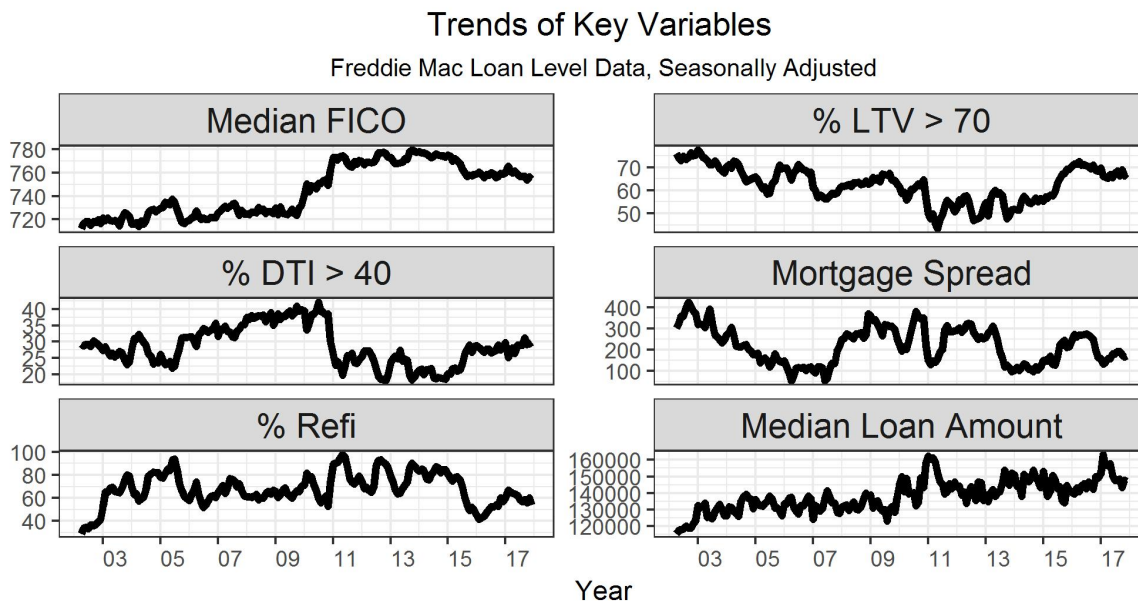 Trends of Key Variables
Freddie Mac Loan Level Data, Seasonally Adjusted
Median FICO
780
760
740
720
% LTV > 70
70
60
50
% DTI > 40
40
35
30
25
20
Mortgage Spread
400
300
200
100
% Refi
100
80
60
40
03 05 07 09 11 13 15 17
Median Loan Amount
160000
150000
140000
130000
120000
03 05 07 09 11 13 15 17
Year